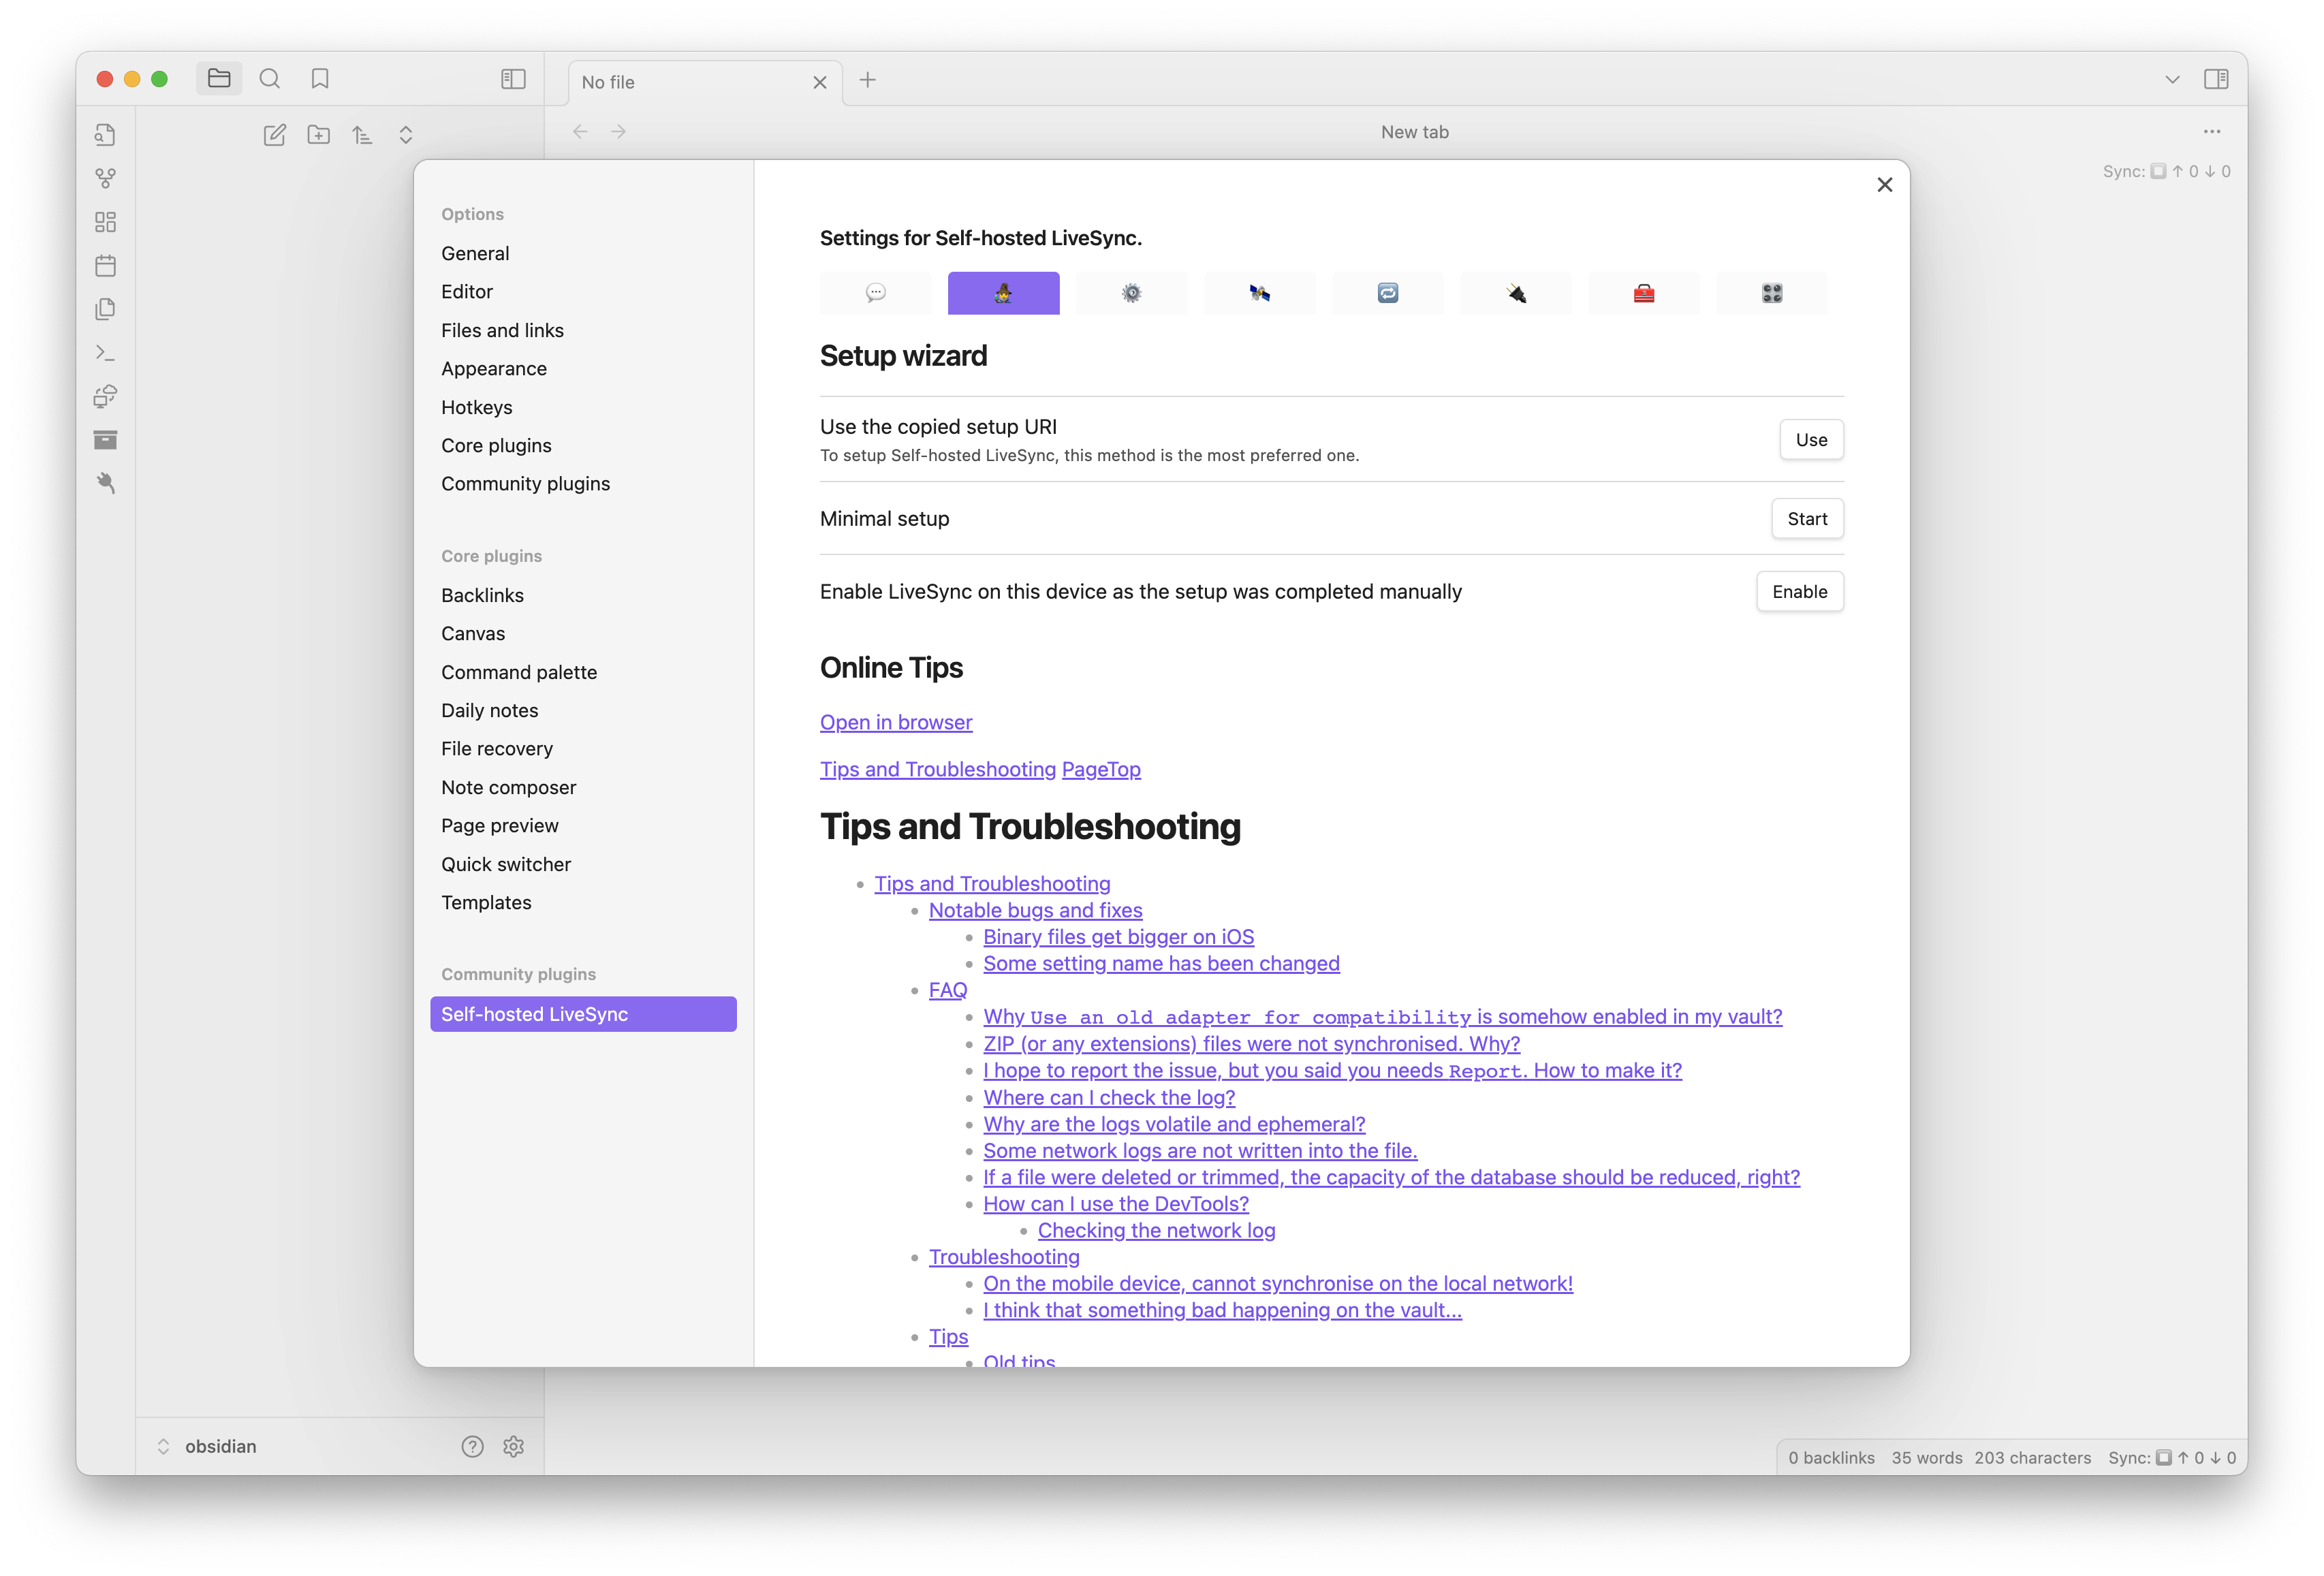 No file
New tab
Sync: ↑ 0 ↓ 0
Options
General
Editor
Files and links
Appearance
Hotkeys
Core plugins
Community plugins
Core plugins
Backlinks
Canvas
Command palette
Daily notes
File recovery
Note composer
Page preview
Quick switcher
Templates
Community plugins
Self-hosted LiveSync
Settings for Self-hosted LiveSync.
Setup wizard
Use the copied setup URI
To setup Self-hosted LiveSync, this method is the most preferred one.
Use
Minimal setup
Start
Enable LiveSync on this device as the setup was completed manually
Enable
Online Tips
Open in browser
Tips and Troubleshooting PageTop
Tips and Troubleshooting
Tips and Troubleshooting
Notable bugs and fixes
Binary files get bigger on iOS
Some setting name has been changed
FAQ
Why Use an old adapter for compatibility is somehow enabled in my vault?
ZIP (or any extensions) files were not synchronised. Why?
I hope to report the issue, but you said you needs Report. How to make it?
Where can I check the log?
Why are the logs volatile and ephemeral?
Some network logs are not written into the file.
If a file were deleted or trimmed, the capacity of the database should be reduced, right?
How can I use the DevTools?
Checking the network log
Troubleshooting
On the mobile device, cannot synchronise on the local network!
I think that something bad happening on the vault...
Tips
Old tips
obsidian
0 backlinks 35 words 203 characters Sync: ↑ 0 ↓ 0